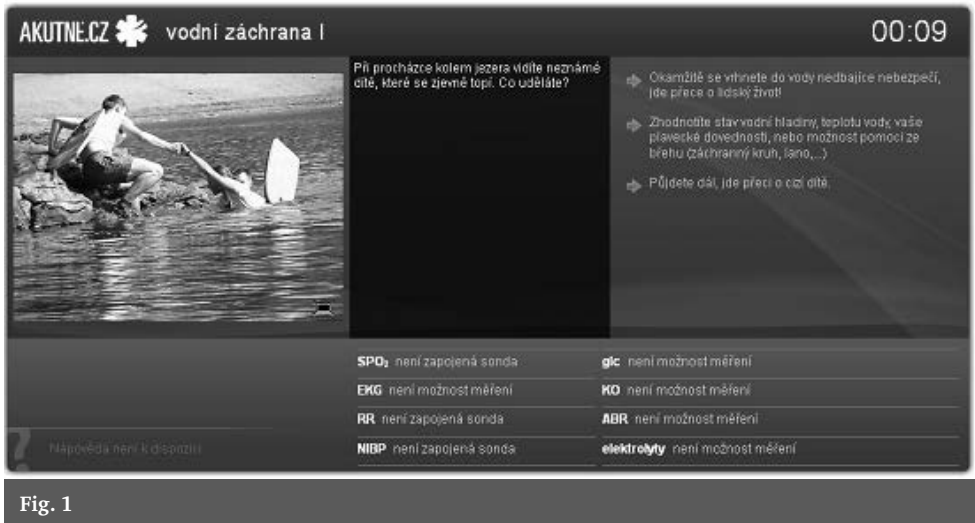 AKUTNE.CZ vodní záchrana I
00:09
Při procházce kolem jezera vidíte neznámé
dítě, které se zjevně topí. Co uděláte?
Okamžitě se vrhnete do vody nedbajíce nebezpečí,
jde přece o lidský život!
Zhodnotíte stav vodní hladiny, teplotu vody, vaše
plavecké dovednosti, nebo možnost pomoci ze
břehu (záchranný kruh, lano,...)
Půjdete dál, jde přeci o cizí dítě.
SPO₂ není zapojená sonda
glc není možnost měření
EKG není možnost měření
KO není možnost měření
RR není zapojená sonda
ABR není možnost měření
? Nápověda není k dispozici
NIBP není zapojená sonda
elektrolyty není možnost měření
Fig. 1